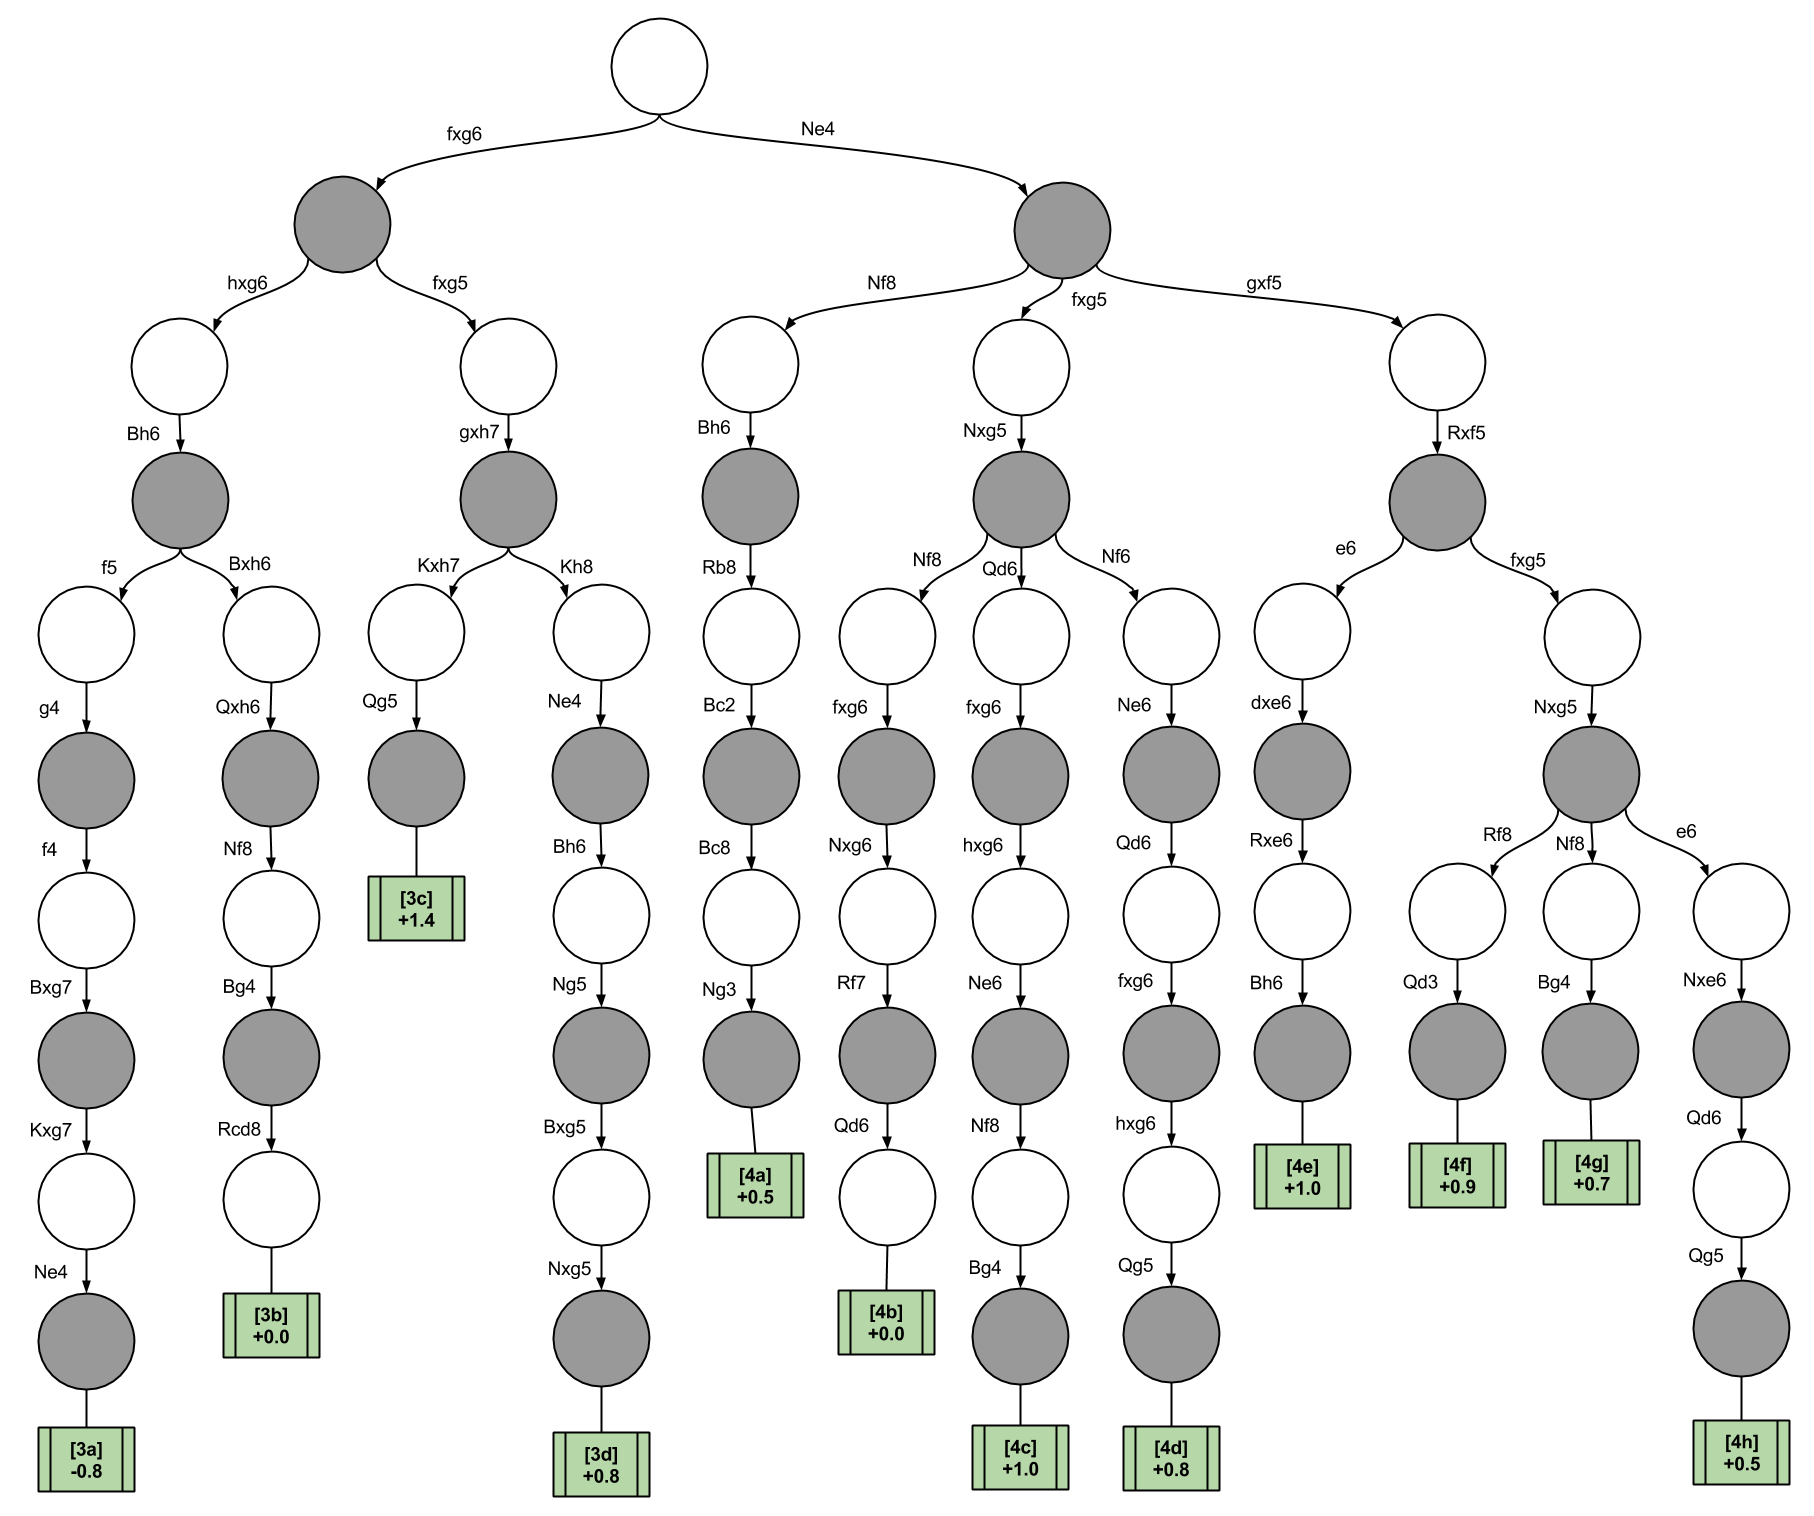 fxg6
Ne4
hxg6
fxg5
Nf8
fxg5
gxf5
Bh6
gxh7
Bh6
Nxg5
Rxf5
f5
Bxh6
Kxh7
Kh8
Rb8
Nf8
Qd6
Nf6
e6
fxg5
g4
Qxh6
Qg5
Ne4
Bc2
fxg6
fxg6
Ne6
dxe6
Nxg5
f4
Nf8
Bh6
Bc8
Nxg6
hxg6
Qd6
Rxe6
Rf8
Nf8
e6
[3c]
+1.4
Bxg7
Bg4
Ng5
Ng3
Rf7
Ne6
fxg6
Bh6
Qd3
Bg4
Nxe6
Kxg7
Rcd8
Bxg5
Qd6
Nf8
hxg6
Qd6
[4a]
+0.5
[4e]
+1.0
[4f]
+0.9
[4g]
+0.7
Ne4
Nxg5
Bg4
Qg5
Qg5
[3b]
+0.0
[4b]
+0.0
[3a]
-0.8
[3d]
+0.8
[4c]
+1.0
[4d]
+0.8
[4h]
+0.5